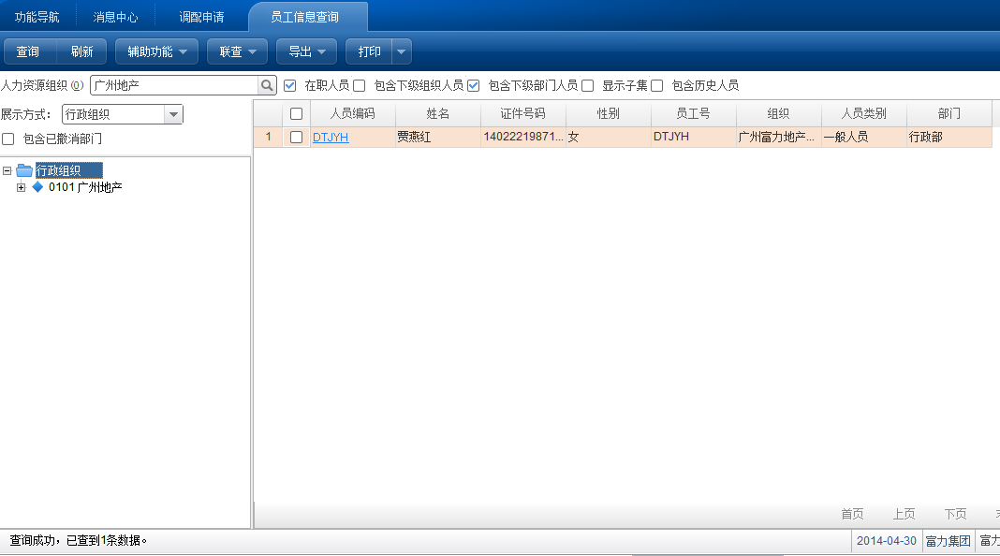 功能导航 消息中心 调配申请 员工信息查询
查询 刷新 辅助功能 联查 导出 打印
人力资源组织(Q) 广州地产 在职人员 包含下级组织人员 包含下级部门人员 显示子集 包含历史人员
展示方式: 行政组织
包含已撤消部门
行政组织
0101 广州地产
人员编码 姓名 证件号码 性别 员工号 组织 人员类别 部门
1 DTJYH 贾燕红 14022219871... 女 DTJYH 广州富力地产... 一般人员 行政部
首页 上页 下页
查询成功，已查到1条数据。 2014-04-30 富力集团 富力